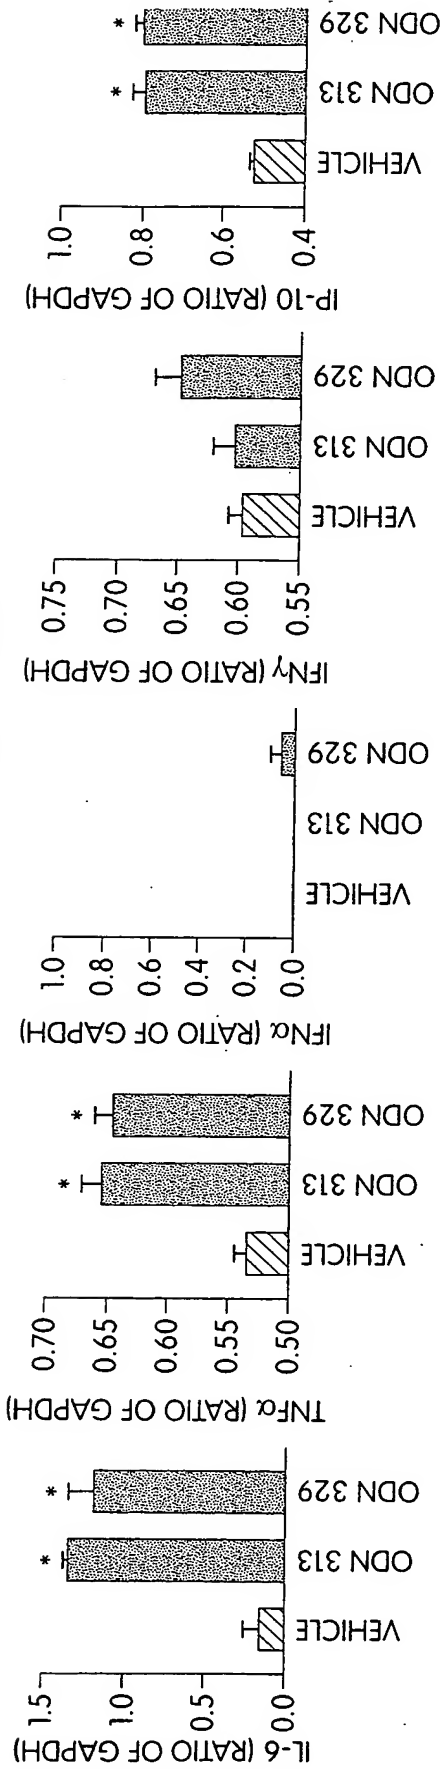 IL-6 (RATIO OF GAPDH)
1.5
1.0
0.5
0.0
VEHICLE
ODN 313
ODN 329
*
*
TNFα (RATIO OF GAPDH)
0.70
0.65
0.60
0.55
0.50
VEHICLE
ODN 313
ODN 329
*
*
IFNα (RATIO OF GAPDH)
1.0
0.8
0.6
0.4
0.2
0.0
VEHICLE
ODN 313
ODN 329
IFNγ (RATIO OF GAPDH)
0.75
0.70
0.65
0.60
0.55
VEHICLE
ODN 313
ODN 329
IP-10 (RATIO OF GAPDH)
1.0
0.8
0.6
0.4
VEHICLE
ODN 313
ODN 329
*
*